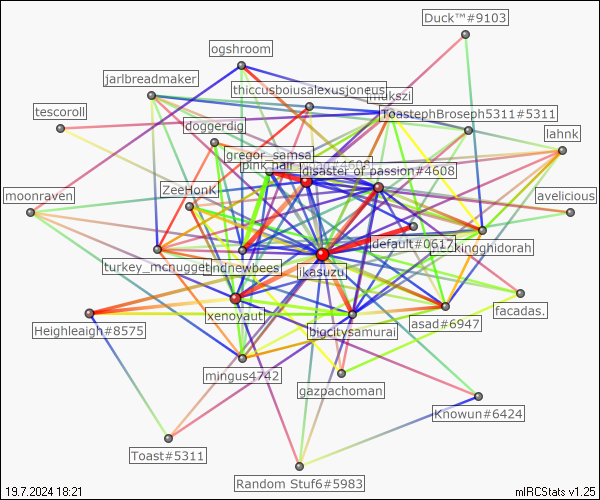 Duck™#9103
ogshroom
jarlbreadmaker
thiccusboiusalexusjoneus
mukszi
tescoroll
ToastephBroseph5311#5311
doggerdig
lahnk
gregor_samsa
disaster of passion#4608
ZeeHonK
moonraven
avelicious
default#0617
kingghidorah
turkey_mcnugget
ndnewbees
ikasuzu
xenoyaut
facadas.
asad#6947
Heighleaigh#8575
bigcitysamurai
mingus4742
gazpachoman
Knowun#6424
Toast#5311
Random Stuf6#5983
19.7.2024 18:21
mIRCStats v1.25